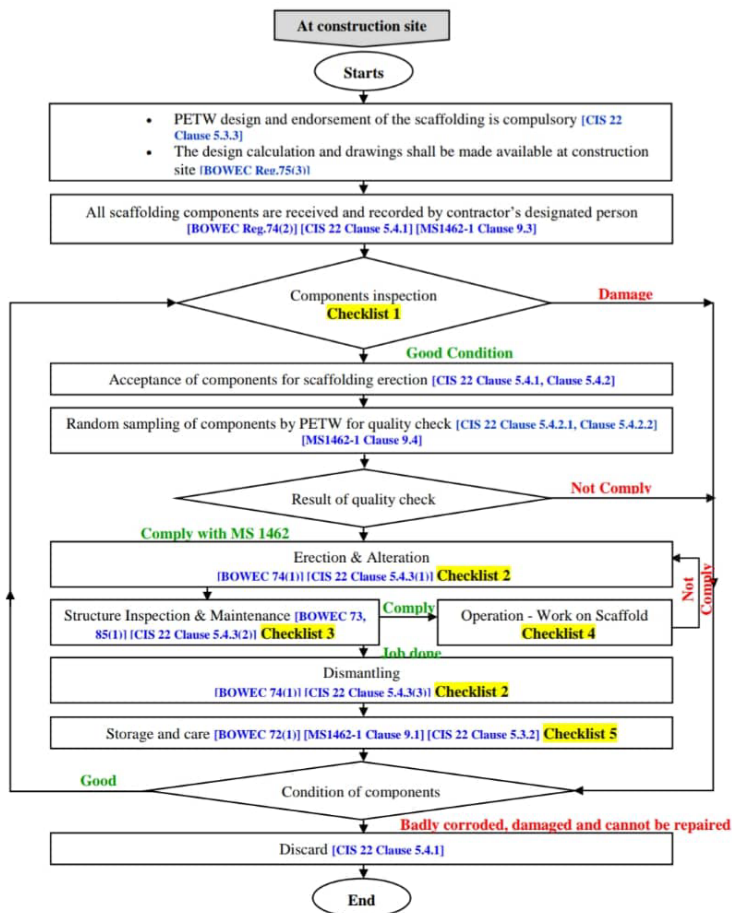 At construction site
Starts
• PETW design and endorsement of the scaffolding is compulsory [CIS 22
Clause 5.3.3]
• The design calculation and drawings shall be made available at construction
site [BOWEC Reg.75(3)]
All scaffolding components are received and recorded by contractor's designated person
[BOWEC Reg.74(2)] [CIS 22 Clause 5.4.1] [MS1462-1 Clause 9.3]
Components inspection
Checklist 1
Damage
Good Condition
Acceptance of components for scaffolding erection [CIS 22 Clause 5.4.1, Clause 5.4.2]
Random sampling of components by PETW for quality check [CIS 22 Clause 5.4.2.1, Clause 5.4.2.2]
[MS1462-1 Clause 9.4]
Result of quality check
Not Comply
Comply with MS 1462
Erection & Alteration
[BOWEC 74(1)] [CIS 22 Clause 5.4.3(1)] Checklist 2
Not
Comply
Structure Inspection & Maintenance [BOWEC 73,
85(1)] [CIS 22 Clause 5.4.3(2)] Checklist 3
Comply
Operation - Work on Scaffold
Checklist 4
Job done
Dismantling
[BOWEC 74(1)] [CIS 22 Clause 5.4.3(3)] Checklist 2
Storage and care [BOWEC 72(1)] [MS1462-1 Clause 9.1] [CIS 22 Clause 5.3.2] Checklist 5
Good
Condition of components
Badly corroded, damaged and cannot be repaired
Discard [CIS 22 Clause 5.4.1]
End